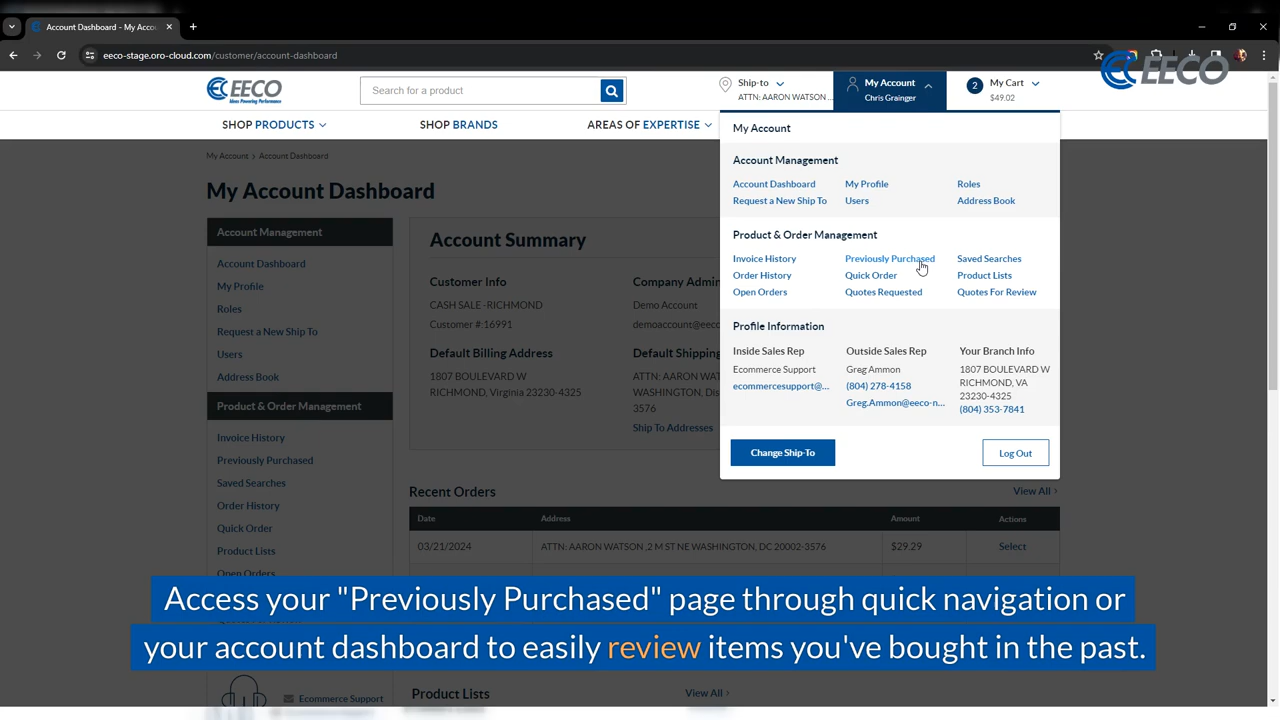 Account Dashboard - My Acco
eeco-stage.oro-cloud.com/customer/account-dashboard
EECO
EECO
Ideas Powering Performance
Search for a product
Ship-to
ATTN: AARON WATSON ...
My Account
Chris Grainger
2
My Cart
$49.02
SHOP PRODUCTS
SHOP BRANDS
AREAS OF EXPERTISE
My Account > Account Dashboard
My Account Dashboard
Account Management
Account Dashboard
My Profile
Roles
Request a New Ship To
Users
Address Book
Product & Order Management
Invoice History
Previously Purchased
Saved Searches
Order History
Quick Order
Product Lists
Open Orders
Account Summary
Customer Info
CASH SALE -RICHMOND
Customer #:16991
Default Billing Address
1807 BOULEVARD W
RICHMOND, Virginia 23230-4325
Company Admin
Demo Account
demoaccount@eeco
Default Shipping
ATTN: AARON WAT
WASHINGTON, Dis
3576
Ship To Addresses
My Account
Account Management
Account Dashboard My Profile Roles
Request a New Ship To Users Address Book
Product & Order Management
Invoice History Previously Purchased Saved Searches
Order History Quick Order Product Lists
Open Orders Quotes Requested Quotes For Review
Profile Information
Inside Sales Rep
Ecommerce Support
ecommercesupport@...
Outside Sales Rep
Greg Ammon
(804) 278-4158
Greg.Ammon@eeco-n...
Your Branch Info
1807 BOULEVARD W
RICHMOND, VA
23230-4325
(804) 353-7841
Change Ship-To
Log Out
Recent Orders
View All >
Date Address Amount Actions
03/21/2024 ATTN: AARON WATSON ,2 M ST NE WASHINGTON, DC 20002-3576 $29.29 Select
Access your "Previously Purchased" page through quick navigation or
your account dashboard to easily review items you've bought in the past.
Ecommerce Support
Product Lists
View All >